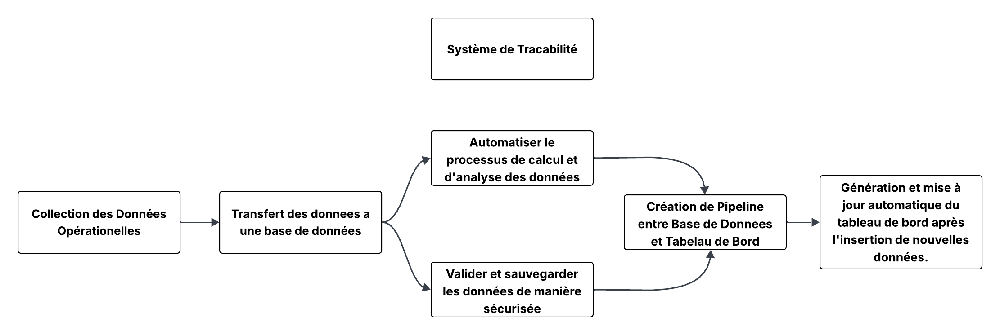 Système de Tracabilité
Collection des Données
Opérationelles
Transfert des donnees a
une base de données
Automatiser le
processus de calcul et
d'analyse des données
Valider et sauvegarder
les données de manière
sécurisée
Création de Pipeline
entre Base de Donnees
et Tabelau de Bord
Génération et mise à
jour automatique du
tableau de bord après
l'insertion de nouvelles
données.